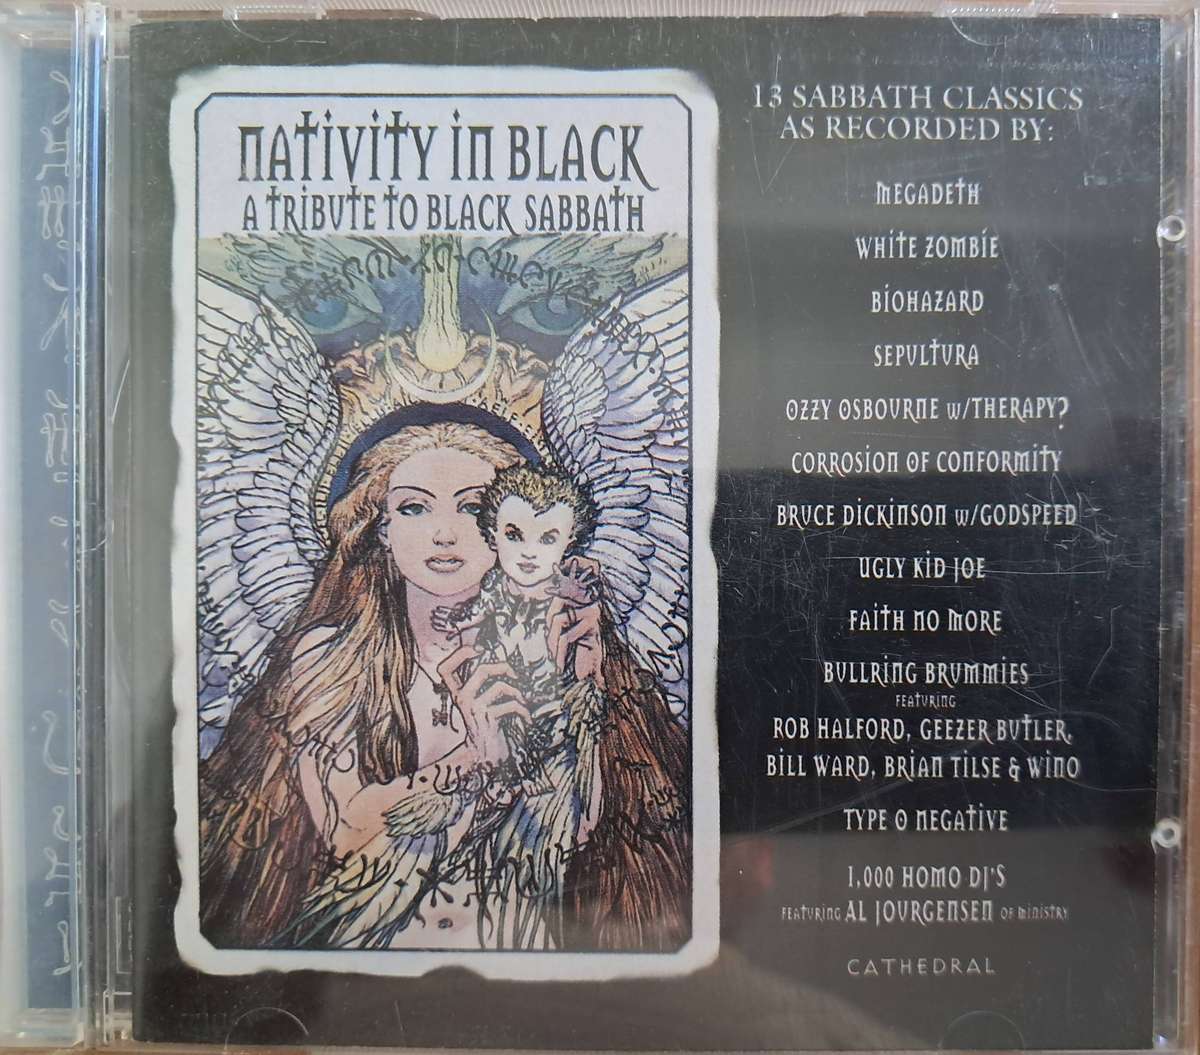 NATIVITY IN BLACK
A TRIBUTE TO BLACK SABBATH
13 SABBATH CLASSICS
AS RECORDED BY:
MEGADETH
WHITE ZOMBIE
BIOHAZARD
SEPULTURA
OZZY OSBOURNE w/THERAPY?
CORROSION OF CONFORMITY
BRUCE DICKINSON w/GODSPEED
UGLY KID JOE
FAITH NO MORE
BULLRING BRUMMIES
FEATURING
ROB HALFORD, GEEZER BUTLER,
BILL WARD, BRIAN TILSE & WINO
TYPE O NEGATIVE
1,000 HOMO DJ'S
FEATURING AL JOURGENSEN OF MINISTRY
CATHEDRAL